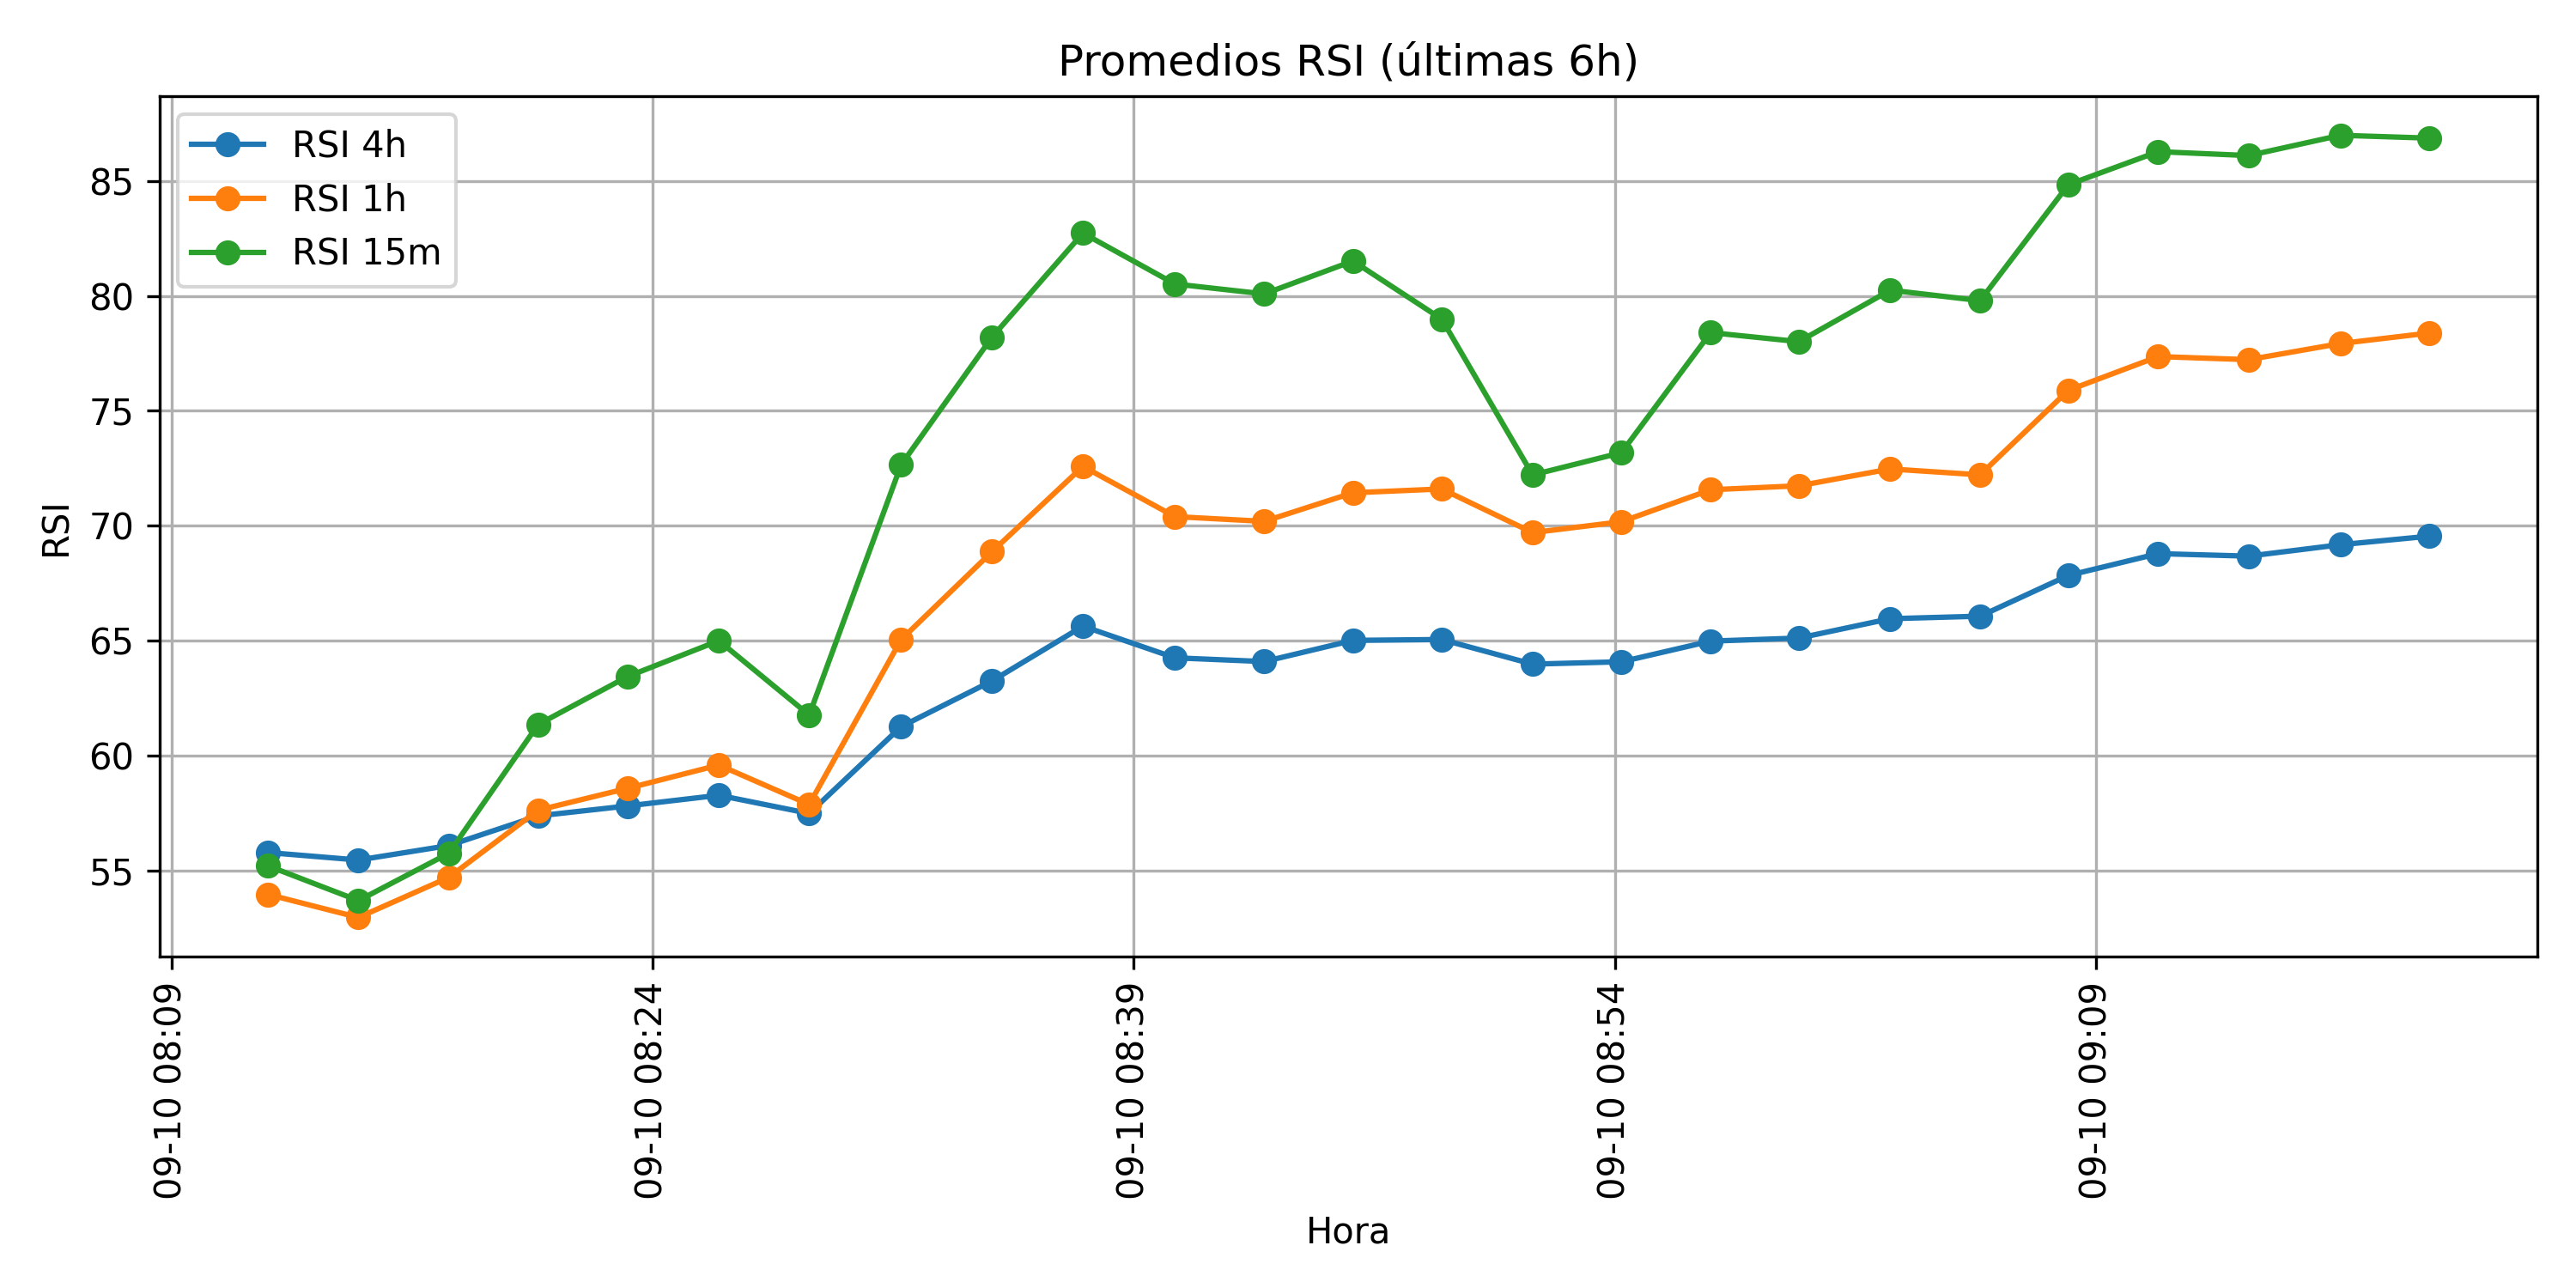 Promedios RSI (últimas 6h)
RSI 4h
RSI 1h
RSI 15m
RSI
85
80
75
70
65
60
55
09-10 08:09
09-10 08:24
09-10 08:39
09-10 08:54
09-10 09:09
Hora